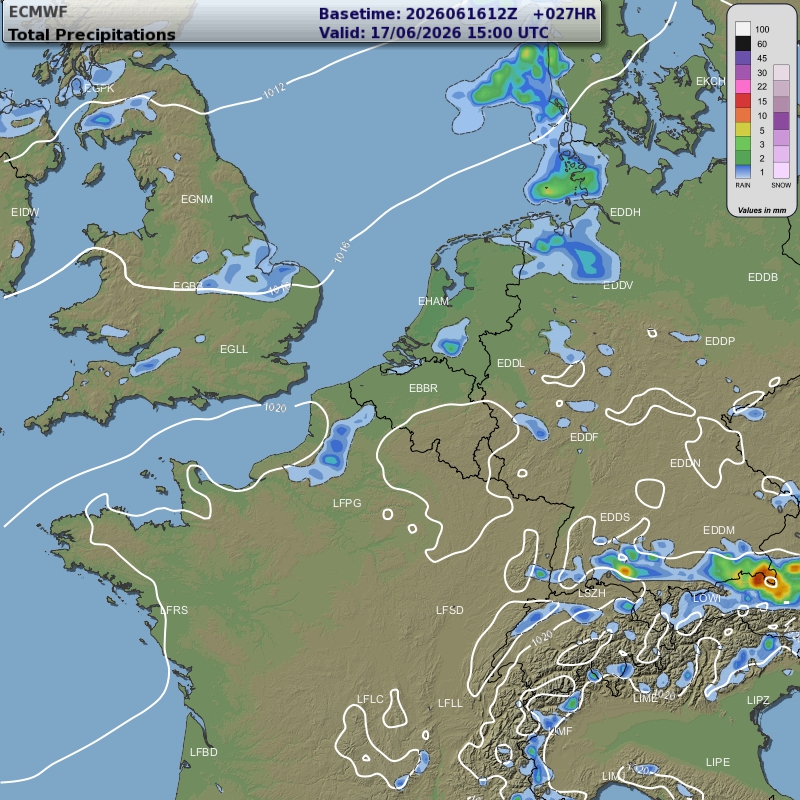 ECMWF
Total Precipitations
Basetime: 2026061612Z +027HR
Valid: 17/06/2026 15:00 UTC
100
60
45
30
22
15
10
5
3
2
1
RAIN
SNOW
Values in mm
EGPK
1012
EKCH
EIDW
EGNM
EDDH
1016
EDDB
EDDV
EHAM
EGLL
EDDL
EDDP
EBBR
1020
EDDF
EDDN
LFPG
EDDS
EDDM
LSZH
LOWI
LFRS
LFSD
1020
LFLC
LFLL
LIPZ
LFBD
LIPE